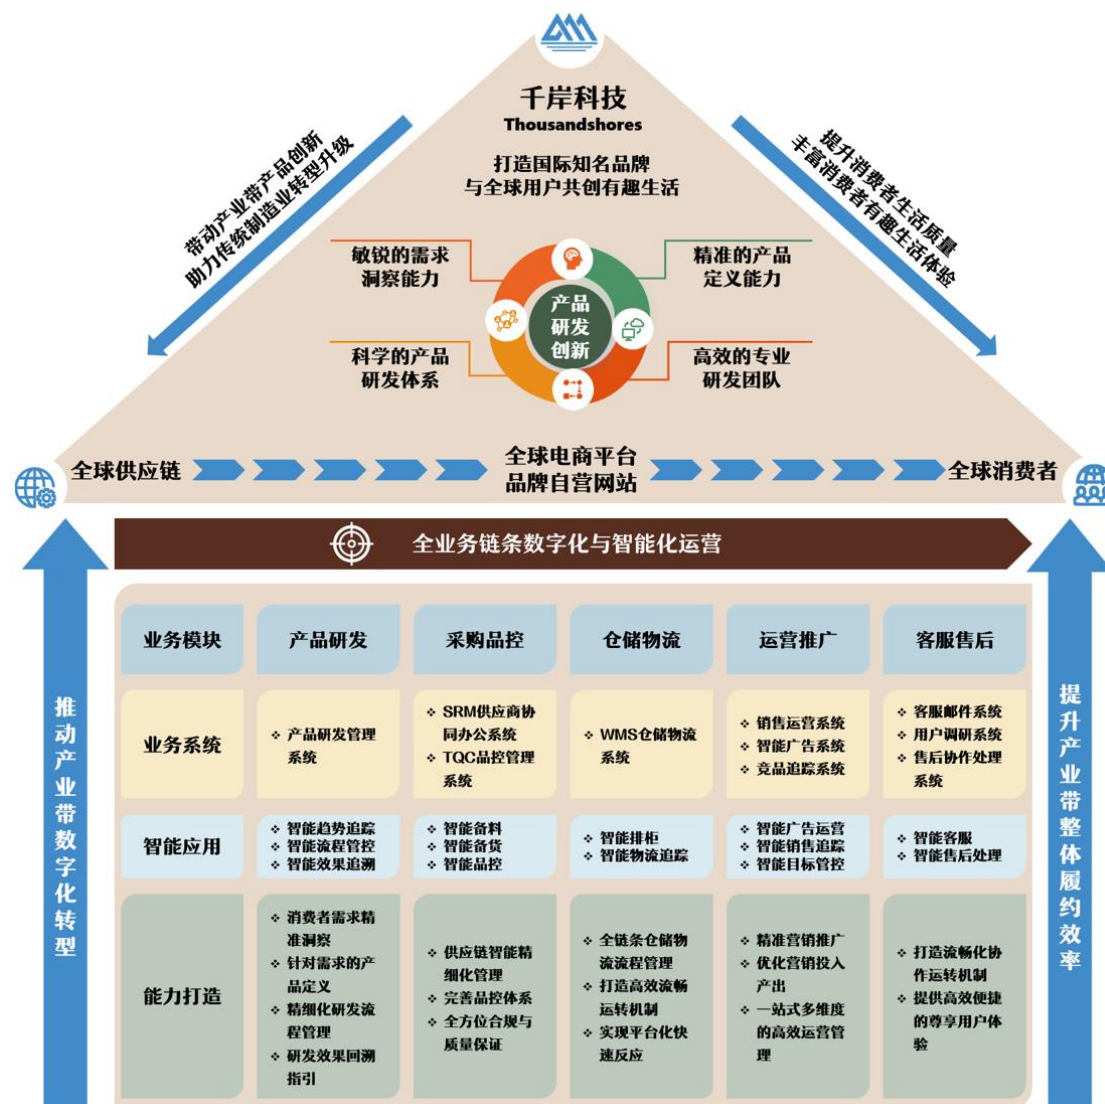 千岸科技
Thousandshores
打造国际知名品牌
与全球用户共创有趣生活
带动产业带产品创新
助力传统制造业转型升级
提升消费者生活质量
丰富消费者有趣生活体验
敏锐的需求
洞察能力
精准的产品
定义能力
产品
研发
创新
科学的产品
研发体系
高效的专业
研发团队
全球供应链
全球电商平台
品牌自营网站
全球消费者
全业务链条数字化与智能化运营
推动产业带数字化转型
提升产业带整体履约效率
业务模块
产品研发
采购品控
仓储物流
运营推广
客服售后
业务系统
❖ 产品研发管理
系统
❖ SRM供应商协
同办公系统
❖ TQC品控管理
系统
❖ WMS仓储物流
系统
❖ 销售运营系统
❖ 智能广告系统
❖ 竞品追踪系统
❖ 客服邮件系统
❖ 用户调研系统
❖ 售后协作处理
系统
智能应用
❖ 智能趋势追踪
❖ 智能流程管控
❖ 智能效果追溯
❖ 智能备料
❖ 智能备货
❖ 智能品控
❖ 智能排柜
❖ 智能物流追踪
❖ 智能广告运营
❖ 智能销售追踪
❖ 智能目标管控
❖ 智能客服
❖ 智能售后处理
能力打造
❖ 消费者需求精
准洞察
❖ 针对需求的产
品定义
❖ 精细化研发流
程管理
❖ 研发效果回溯
指引
❖ 供应链智能精
细化管理
❖ 完善品控体系
❖ 全方位合规与
质量保证
❖ 全链条仓储物
流流程管理
❖ 打造高效流畅
运转机制
❖ 实现平台化快
速反应
❖ 精准营销推广
❖ 优化营销投入
产出
❖ 一站式多维度
的高效运营管
理
❖ 打造流畅化协
作运转机制
❖ 提供高效便捷
的尊享用户体
验